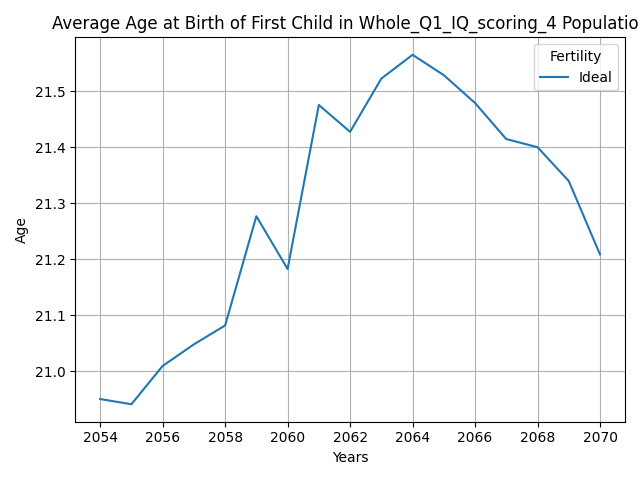 Average Age at Birth of First Child in Whole_Q1_IQ_scoring_4 Populatio
Fertility
Ideal
21.5
21.4
21.3
21.2
21.1
21.0
Age
2054 2056 2058 2060 2062 2064 2066 2068 2070
Years